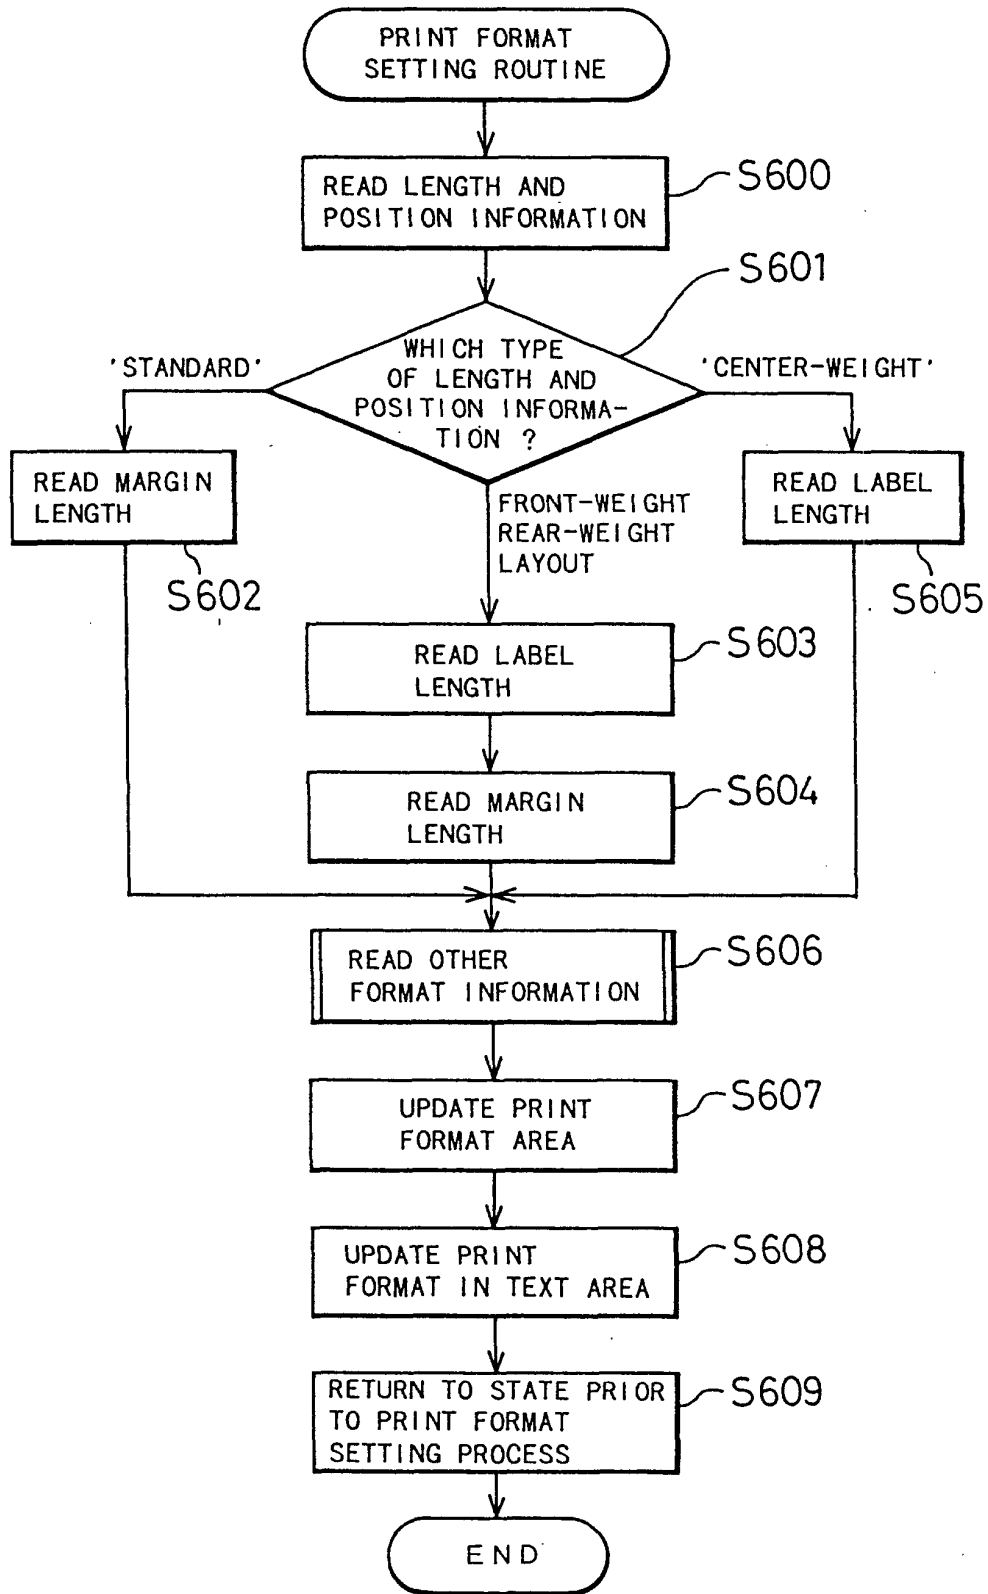 PRINT FORMAT
SETTING ROUTINE
READ LENGTH AND
POSITION INFORMATION
S600
S601
WHICH TYPE
OF LENGTH AND
POSITION INFORMA-
TION ?
'STANDARD'
'CENTER-WEIGHT'
READ MARGIN
LENGTH
S602
FRONT-WEIGHT
REAR-WEIGHT
LAYOUT
READ LABEL
LENGTH
S605
READ LABEL
LENGTH
S603
READ MARGIN
LENGTH
S604
READ OTHER
FORMAT INFORMATION
S606
UPDATE PRINT
FORMAT AREA
S607
UPDATE PRINT
FORMAT IN TEXT AREA
S608
RETURN TO STATE PRIOR
TO PRINT FORMAT
SETTING PROCESS
S609
END